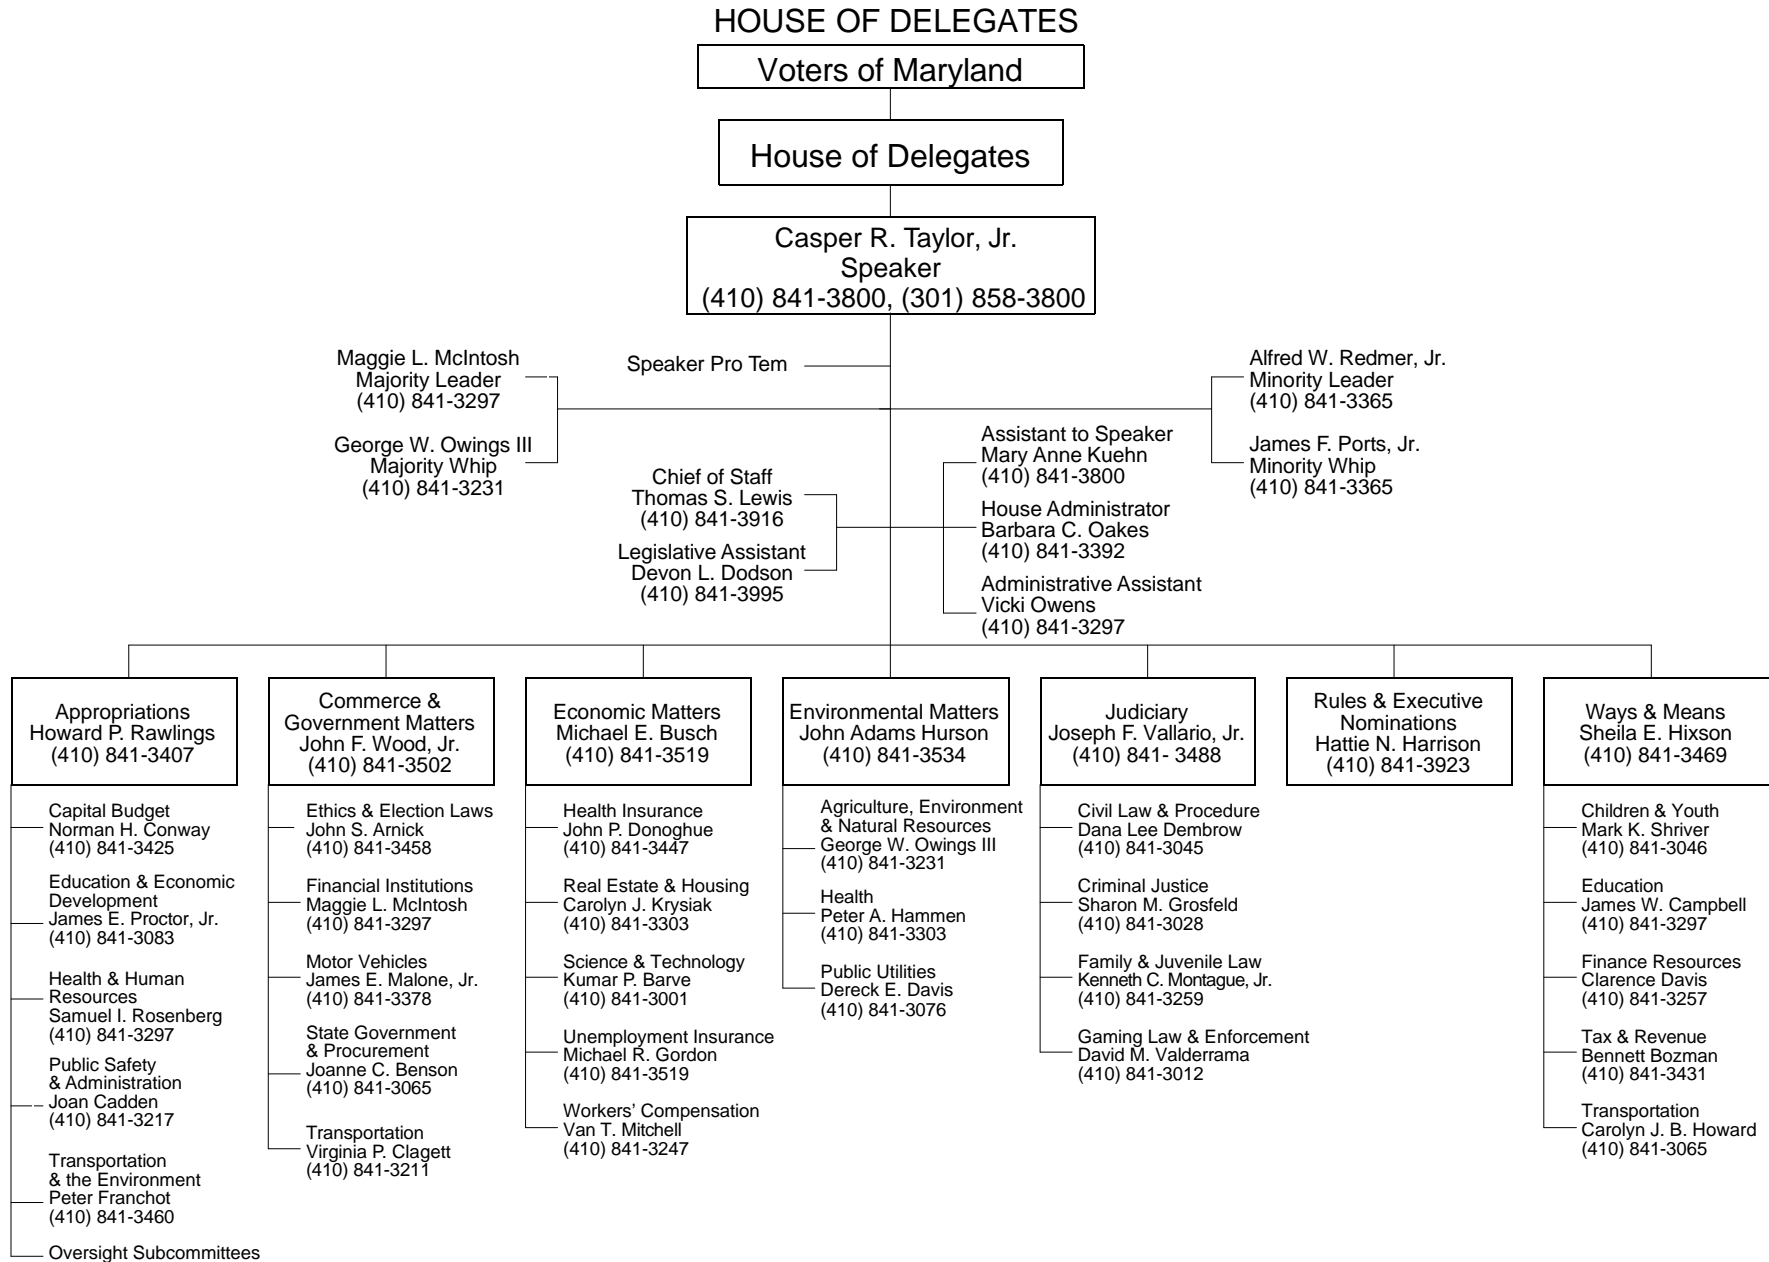 HOUSE OF DELEGATES
Voters of Maryland
House of Delegates
Casper R. Taylor, Jr.
Speaker
(410) 841-3800, (301) 858-3800
Maggie L. McIntosh
Majority Leader
(410) 841-3297
George W. Owings III
Majority Whip
(410) 841-3231
Speaker Pro Tem
Alfred W. Redmer, Jr.
Minority Leader
(410) 841-3365
James F. Ports, Jr.
Minority Whip
(410) 841-3365
Chief of Staff
Thomas S. Lewis
(410) 841-3916
Legislative Assistant
Devon L. Dodson
(410) 841-3995
Assistant to Speaker
Mary Anne Kuehn
(410) 841-3800
House Administrator
Barbara C. Oakes
(410) 841-3392
Administrative Assistant
Vicki Owens
(410) 841-3297
Appropriations
Howard P. Rawlings
(410) 841-3407
Capital Budget
Norman H. Conway
(410) 841-3425
Education & Economic
Development
James E. Proctor, Jr.
(410) 841-3083
Health & Human
Resources
Samuel I. Rosenberg
(410) 841-3297
Public Safety
& Administration
Joan Cadden
(410) 841-3217
Transportation
& the Environment
Peter Franchot
(410) 841-3460
Oversight Subcommittees
Commerce &
Government Matters
John F. Wood, Jr.
(410) 841-3502
Ethics & Election Laws
John S. Arnick
(410) 841-3458
Financial Institutions
Maggie L. McIntosh
(410) 841-3297
Motor Vehicles
James E. Malone, Jr.
(410) 841-3378
State Government
& Procurement
Joanne C. Benson
(410) 841-3065
Transportation
Virginia P. Clagett
(410) 841-3211
Economic Matters
Michael E. Busch
(410) 841-3519
Health Insurance
John P. Donoghue
(410) 841-3447
Real Estate & Housing
Carolyn J. Krysiak
(410) 841-3303
Science & Technology
Kumar P. Barve
(410) 841-3001
Unemployment Insurance
Michael R. Gordon
(410) 841-3519
Workers’ Compensation
Van T. Mitchell
(410) 841-3247
Environmental Matters
John Adams Hurson
(410) 841-3534
Agriculture, Environment
& Natural Resources
George W. Owings III
(410) 841-3231
Health
Peter A. Hammen
(410) 841-3303
Public Utilities
Dereck E. Davis
(410) 841-3076
Judiciary
Joseph F. Vallario, Jr.
(410) 841- 3488
Civil Law & Procedure
Dana Lee Dembrow
(410) 841-3045
Criminal Justice
Sharon M. Grosfeld
(410) 841-3028
Family & Juvenile Law
Kenneth C. Montague, Jr.
(410) 841-3259
Gaming Law & Enforcement
David M. Valderrama
(410) 841-3012
Rules & Executive
Nominations
Hattie N. Harrison
(410) 841-3923
Ways & Means
Sheila E. Hixson
(410) 841-3469
Children & Youth
Mark K. Shriver
(410) 841-3046
Education
James W. Campbell
(410) 841-3297
Finance Resources
Clarence Davis
(410) 841-3257
Tax & Revenue
Bennett Bozman
(410) 841-3431
Transportation
Carolyn J. B. Howard
(410) 841-3065